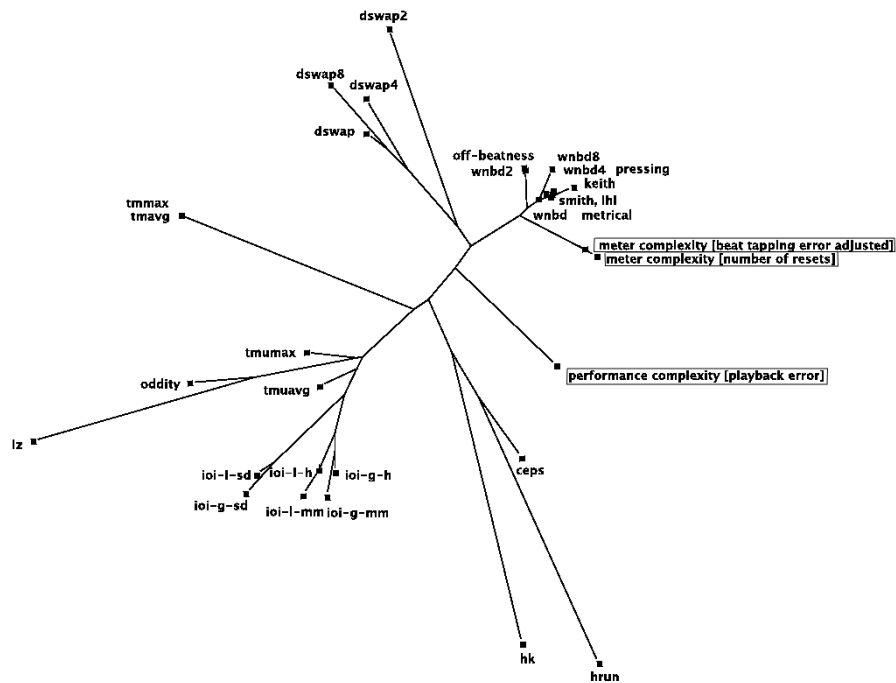 dswap2
dswap8
dswap4
dswap
off-beatness
wnbd2
wnbd8
wnbd4 pressing
keith
smith, lhl
wnbd metrical
tmmax
tmavg
meter complexity [beat tapping error adjusted]
meter complexity [number of resets]
tmumax
oddity
tmuavg
performance complexity [playback error]
lz
ioi-l-sd
ioi-l-h
ioi-g-h
ceps
ioi-g-sd
ioi-l-mm
ioi-g-mm
hk
hrun